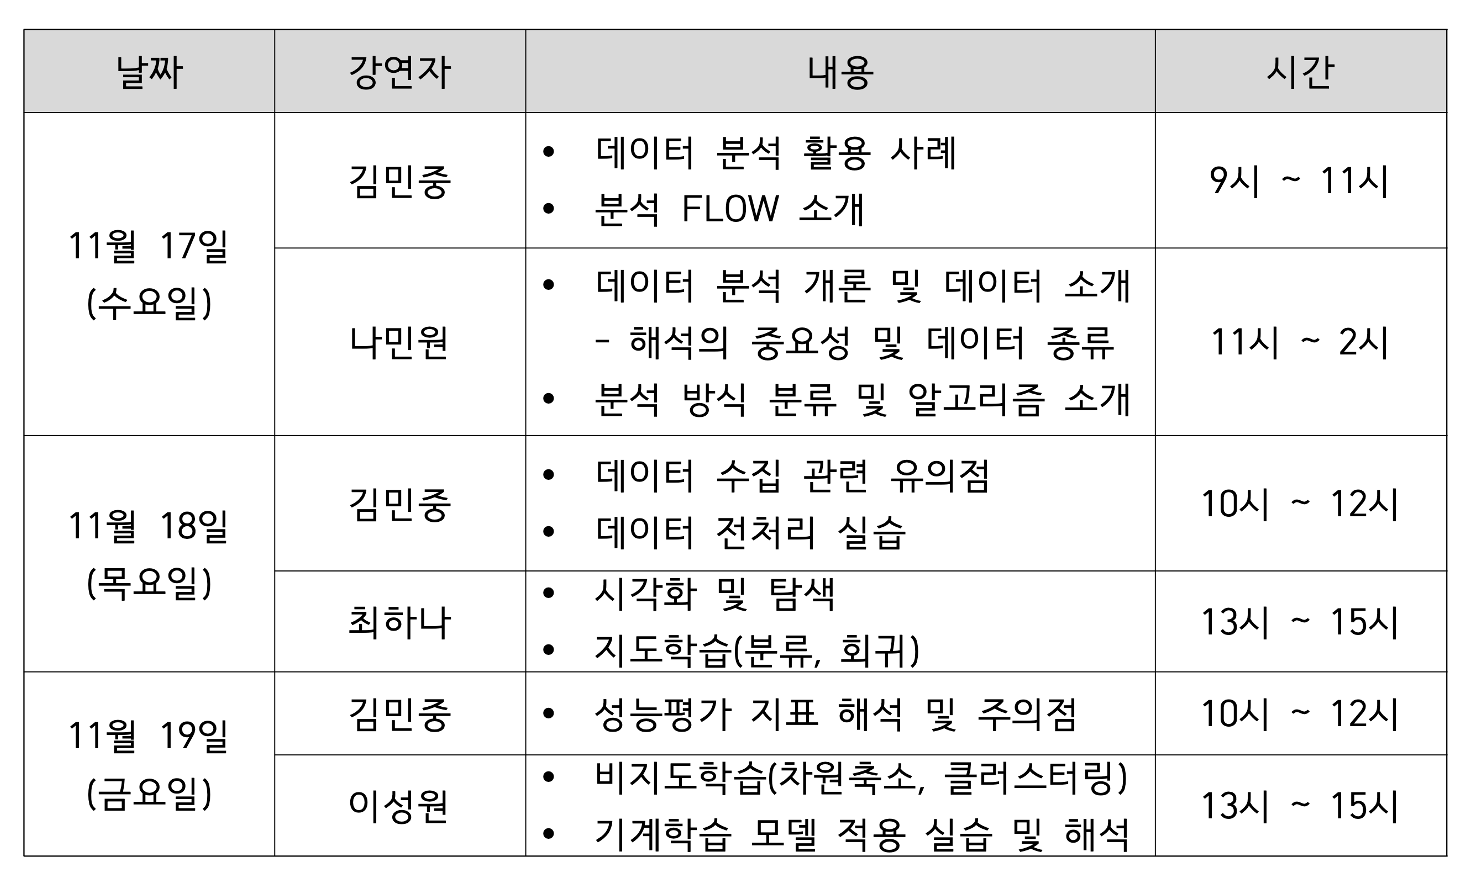 날짜 강연자 내용 시간
11월 17일
(수요일)
김민중
• 데이터 분석 활용 사례
• 분석 FLOW 소개
9시 ~ 11시
나민원
• 데이터 분석 개론 및 데이터 소개
- 해석의 중요성 및 데이터 종류
• 분석 방식 분류 및 알고리즘 소개
11시 ~ 2시
11월 18일
(목요일)
김민중
• 데이터 수집 관련 유의점
• 데이터 전처리 실습
10시 ~ 12시
최하나
• 시각화 및 탐색
• 지도학습(분류, 회귀)
13시 ~ 15시
11월 19일
(금요일)
김민중
• 성능평가 지표 해석 및 주의점
10시 ~ 12시
이성원
• 비지도학습(차원축소, 클러스터링)
• 기계학습 모델 적용 실습 및 해석
13시 ~ 15시